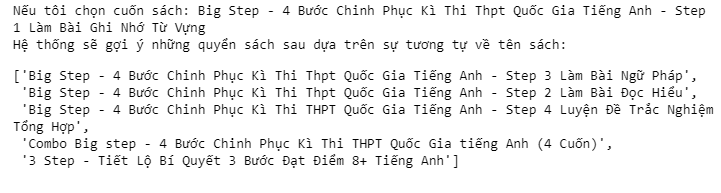 Nếu tôi chọn cuốn sách: Big Step - 4 Bước Chinh Phục Kì Thi Thpt Quốc Gia Tiếng Anh - Step
1 Làm Bài Ghi Nhớ Từ Vựng
Hệ thống sẽ gợi ý những quyển sách sau dựa trên sự tương tự về tên sách:
['Big Step - 4 Bước Chinh Phục Kì Thi Thpt Quốc Gia Tiếng Anh - Step 3 Làm Bài Ngữ Pháp',
'Big Step - 4 Bước Chinh Phục Kì Thi Thpt Quốc Gia Tiếng Anh - Step 2 Làm Bài Đọc Hiểu',
'Big Step - 4 Bước Chinh Phục Kì Thi THPT Quốc Gia Tiếng Anh - Step 4 Luyện Đề Trắc Nghiệm
Tổng Hợp',
'Combo Big step - 4 Bước Chinh Phục Kì Thi THPT Quốc Gia tiếng Anh (4 Cuốn)',
'3 Step - Tiết Lộ Bí Quyết 3 Bước Đạt Điểm 8+ Tiếng Anh']